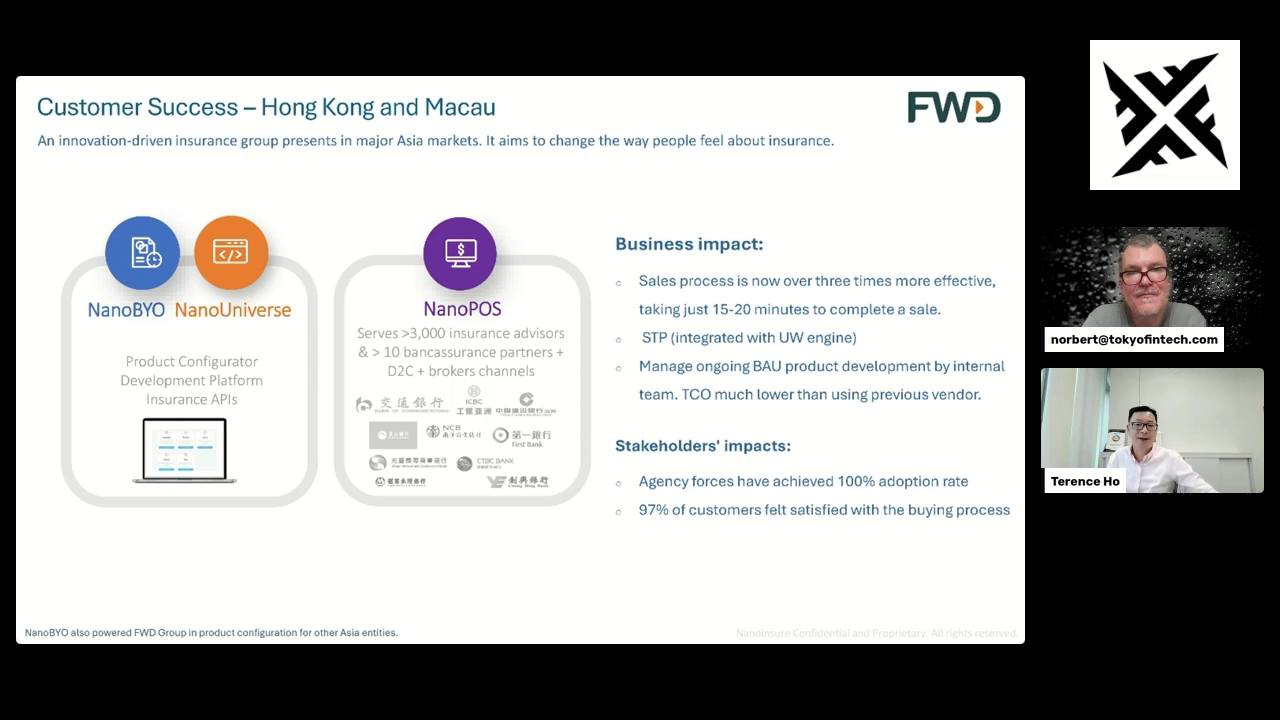 Customer Success – Hong Kong and Macau
FWD
An innovation-driven insurance group presents in major Asia markets. It aims to change the way people feel about insurance.
NanoBYO NanoUniverse
Product Configurator
Development Platform
Insurance APIs
NanoPOS
Serves >3,000 insurance advisors
& > 10 bancassurance partners +
D2C + brokers channels
交通銀行
BANK OF COMMUNICATIONS
ICBC
工銀亞洲
NCB
第一銀行
First Bank
CTBC BANK
創興銀行
Chong Hing Bank
Business impact:
Sales process is now over three times more effective,
taking just 15-20 minutes to complete a sale.
STP (integrated with UW engine)
Manage ongoing BAU product development by internal
team. TCO much lower than using previous vendor.
Stakeholders' impacts:
Agency forces have achieved 100% adoption rate
97% of customers felt satisfied with the buying process
NanoBYO also powered FWD Group in product configuration for other Asia entities.
NanoInsure Confidential and Proprietary. All rights reserved.
norbert@tokyofintech.com
Terence Ho